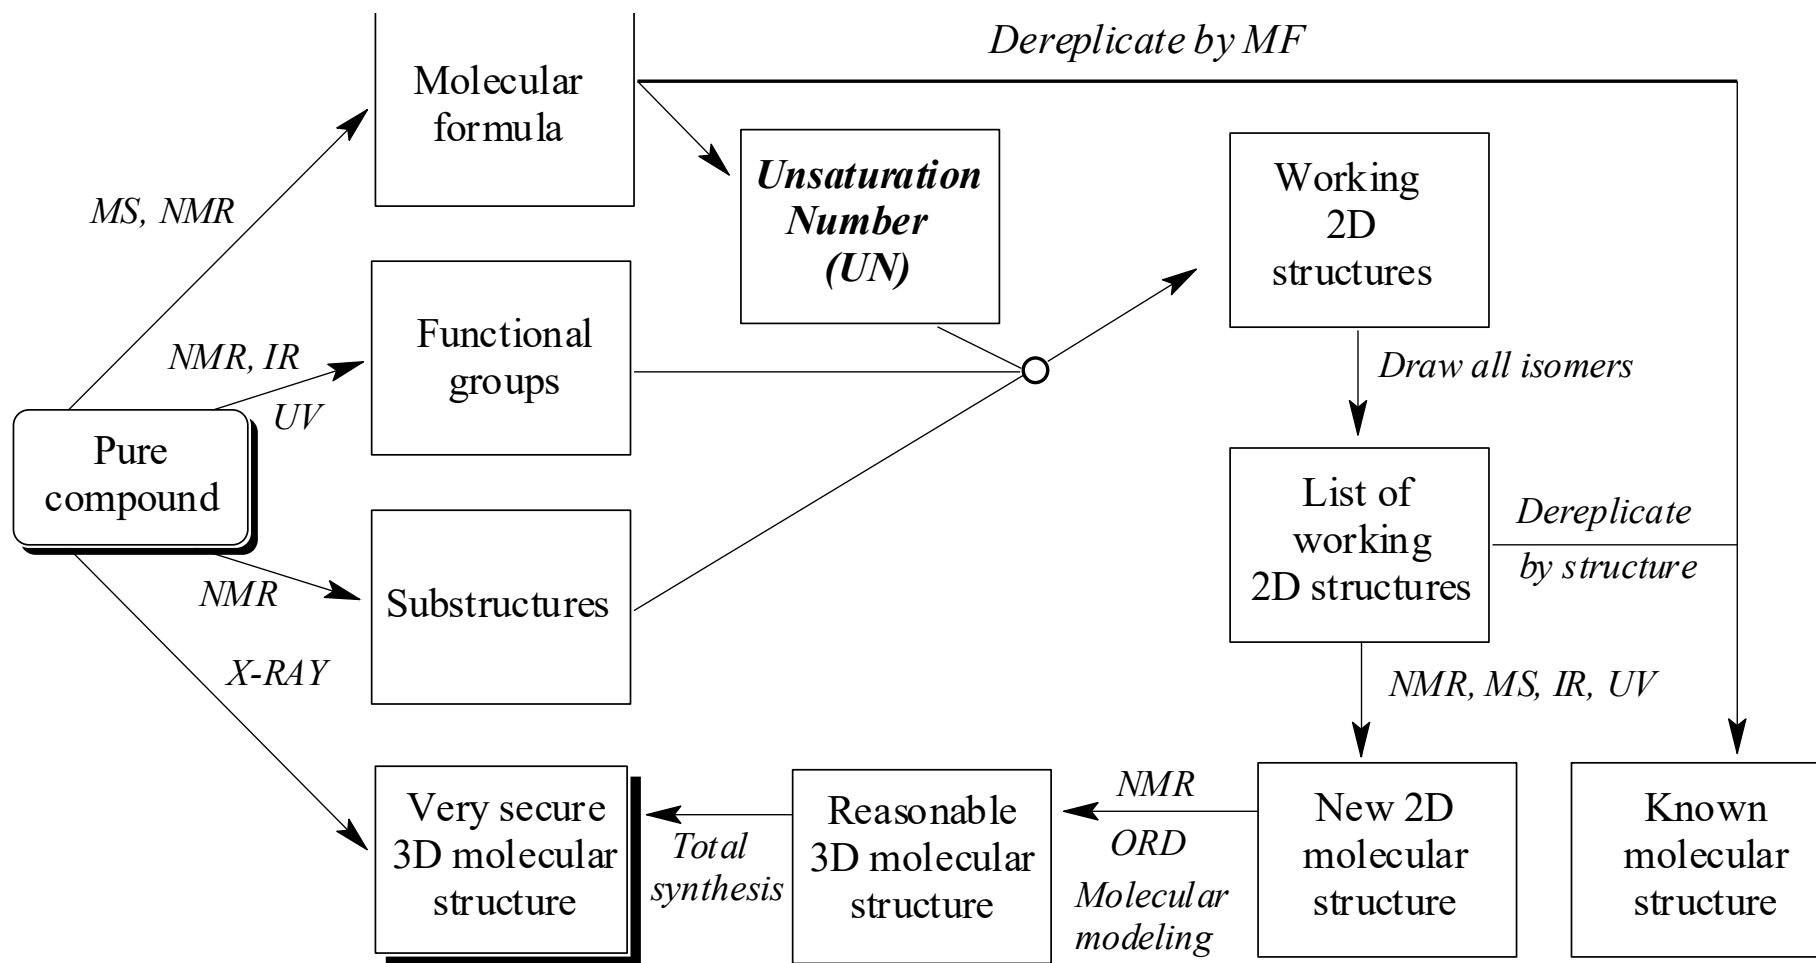 Dereplicate by MF
Molecular
formula
Unsaturation
Number
(UN)
Working
2D
structures
MS, NMR
Functional
groups
NMR, IR
UV
Draw all isomers
Pure
compound
List of
working
2D structures
Dereplicate
by structure
NMR
Substructures
X-RAY
NMR, MS, IR, UV
Very secure
3D molecular
structure
Total
synthesis
Reasonable
3D molecular
structure
NMR
ORD
Molecular
modeling
New 2D
molecular
structure
Known
molecular
structure